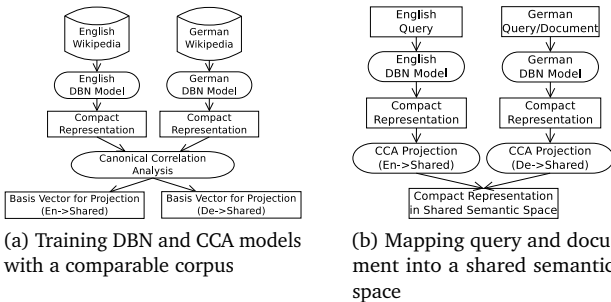 English
Wikipedia
German
Wikipedia
English
DBN Model
German
DBN Model
Compact
Representation
Compact
Representation
Canonical Correlation
Analysis
Basis Vector for Projection
(En->Shared)
Basis Vector for Projection
(De->Shared)
(a) Training DBN and CCA models
with a comparable corpus
English
Query
German
Query/Document
English
DBN Model
German
DBN Model
Compact
Representation
Compact
Representation
CCA Projection
(En->Shared)
CCA Projection
(De->Shared)
Compact Representation
in Shared Semantic Space
(b) Mapping query and docu
ment into a shared semantic
space